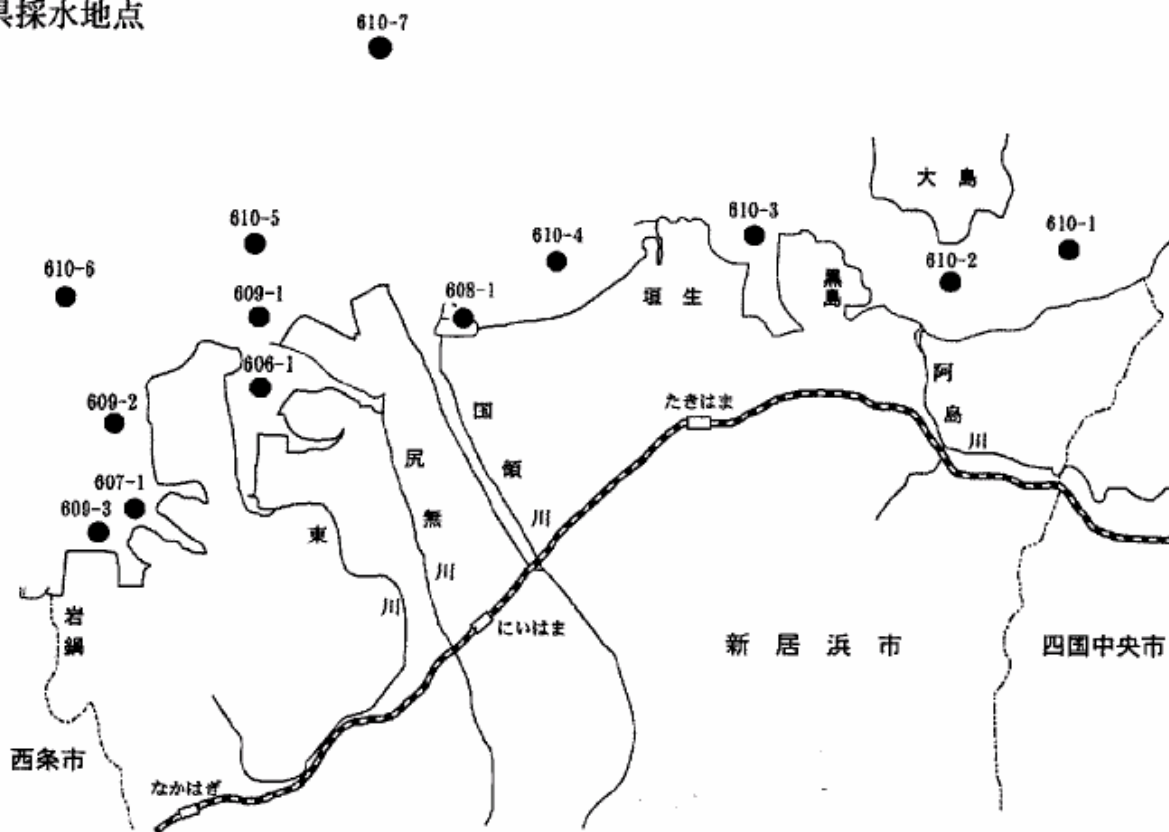 県採水地点
610-7
大島
610-5
610-3
610-1
610-4
610-6
610-2
黒島
609-1
608-1
垣生
606-1
阿島川
609-2
国領川
たきはま
尻無川
607-1
609-3
東川
岩鍋
にいはま
新居浜市
四国中央市
西条市
なかはぎ